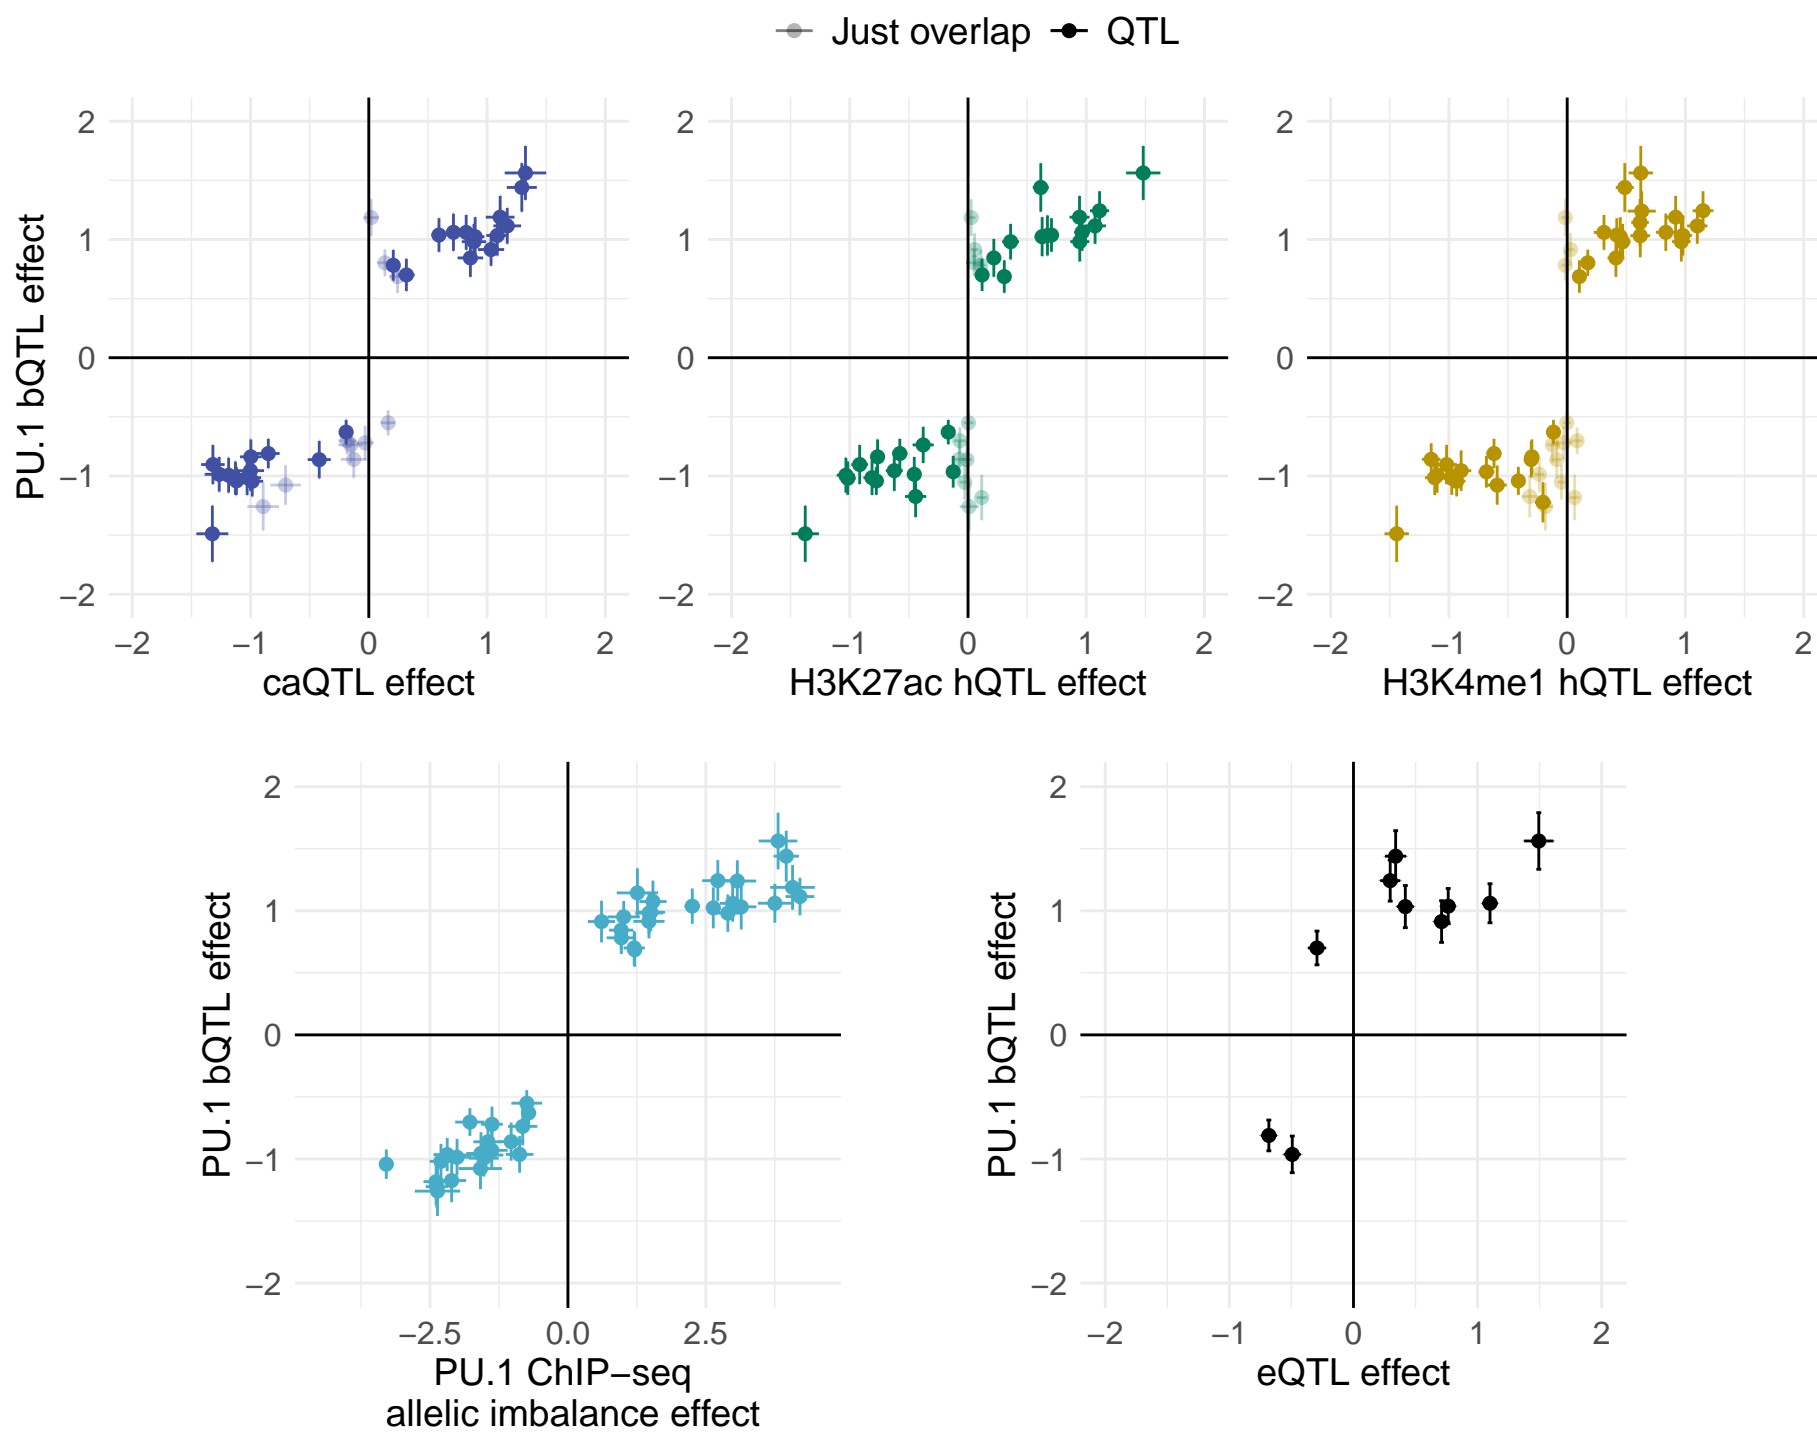 Just overlap QTL
PU.1 bQTL effect
2
1
0
−1
−2
−2 −1 0 1 2
caQTL effect
2
1
0
−1
−2
−2 −1 0 1 2
H3K27ac hQTL effect
2
1
0
−1
−2
−2 −1 0 1 2
H3K4me1 hQTL effect
PU.1 bQTL effect
2
1
0
−1
−2
−2.5 0.0 2.5
PU.1 ChIP−seq
allelic imbalance effect
PU.1 bQTL effect
2
1
0
−1
−2
−2 −1 0 1 2
eQTL effect